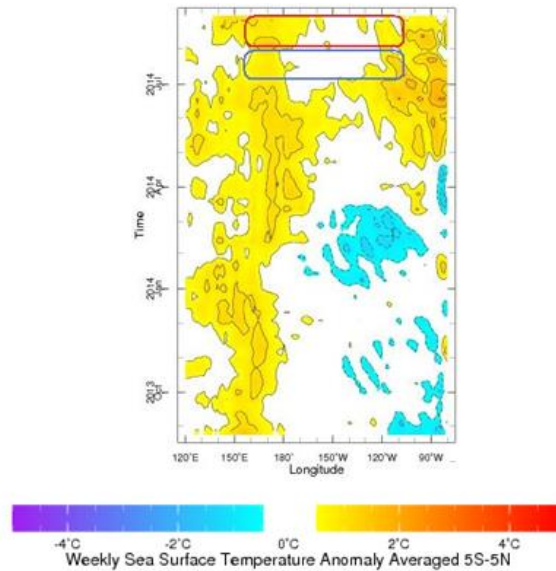 2014
Jul
2014
Apr
Time
2014
Jan
2013
Oct
120°E 150°E 180° 150°W 120°W 90°W
Longitude
-4°C -2°C 0°C 2°C 4°C
Weekly Sea Surface Temperature Anomaly Averaged 5S-5N